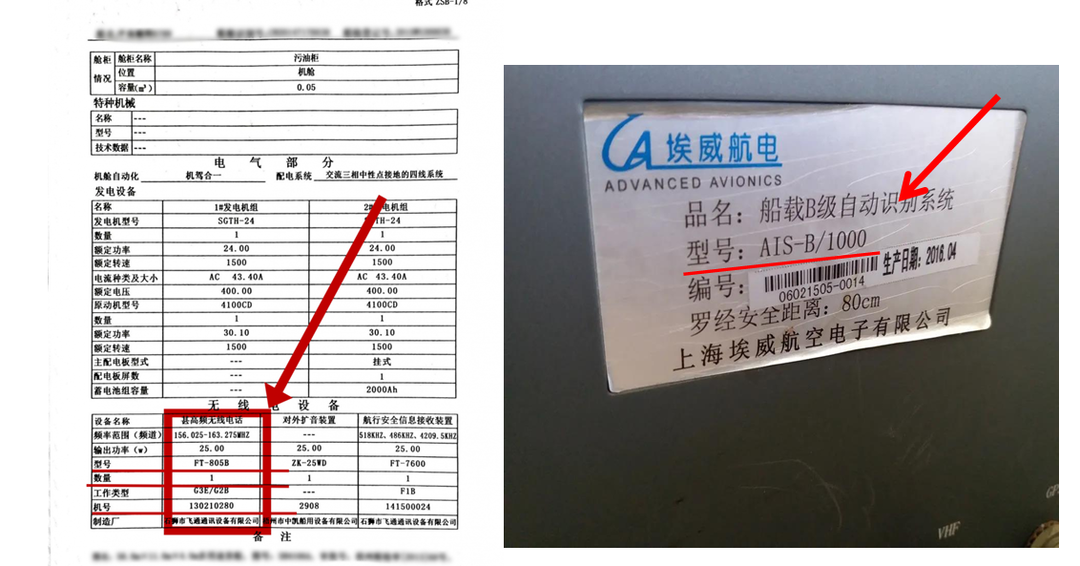 格式 ZSB-1/8
舱柜情况 舱柜名称 污油柜
位置 机舱
容量(m³) 0.05
特种机械
名称 ---
型号 ---
技术数据 ---
电 气 部 分
机舱自动化 机驾合一 配电系统 交流三相中性点接地的四线系统
发电设备
名称 1#发电机组 2#发电机组
发电机型号 SGTH-24 SGTH-24
数量 1 1
额定功率 24.00 24.00
额定转速 1500 1500
电流种类及大小 AC 43.40A AC 43.40A
额定电压 400.00 400.00
原动机型号 4100CD 4100CD
数量 1 1
额定功率 30.10 30.10
额定转速 1500 1500
主配电板型式 --- 挂式
配电板屏数 --- 1
蓄电池组容量 --- 2000Ah
无 线 电 设 备
设备名称 甚高频无线电话 对外扩音装置 航行安全信息接收装置
频率范围（频道） 156.025-163.275MHZ --- 518KHZ、486KHZ、4209.5KHZ
输出功率（w） 25.00 25.00 25.00
型号 FT-805B ZK-25WD FT-7600
数量 1 1 1
工作类型 G3E/G2B --- F1B
机号 130210280 2908 141500024
制造厂 石狮市飞通通讯设备有限公司 州市中凯船用设备有限公司 石狮市飞通通讯设备有限公司
备 注
埃威航电
ADVANCED AVIONICS
品名：船载B级自动识别系统
型号：AIS-B/1000
编号：06021505-0014 生产日期：2016.04
罗经安全距离：80cm
上海埃威航空电子有限公司
VHF